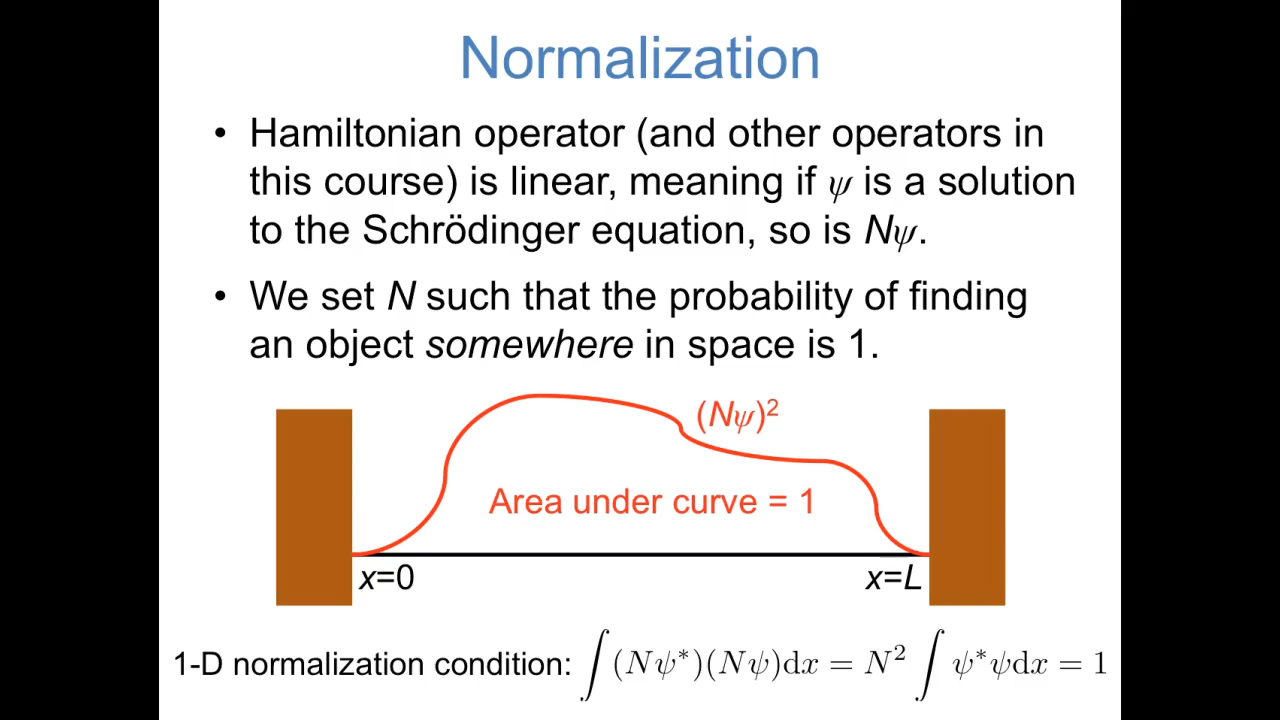 Normalization
• Hamiltonian operator (and other operators in
this course) is linear, meaning if ψ is a solution
to the Schrödinger equation, so is Nψ.
• We set N such that the probability of finding
an object somewhere in space is 1.
(Nψ)²
Area under curve = 1
x=0
x=L
1-D normalization condition: ∫(Nψ*)(Nψ)dx = N² ∫ψ*ψdx = 1